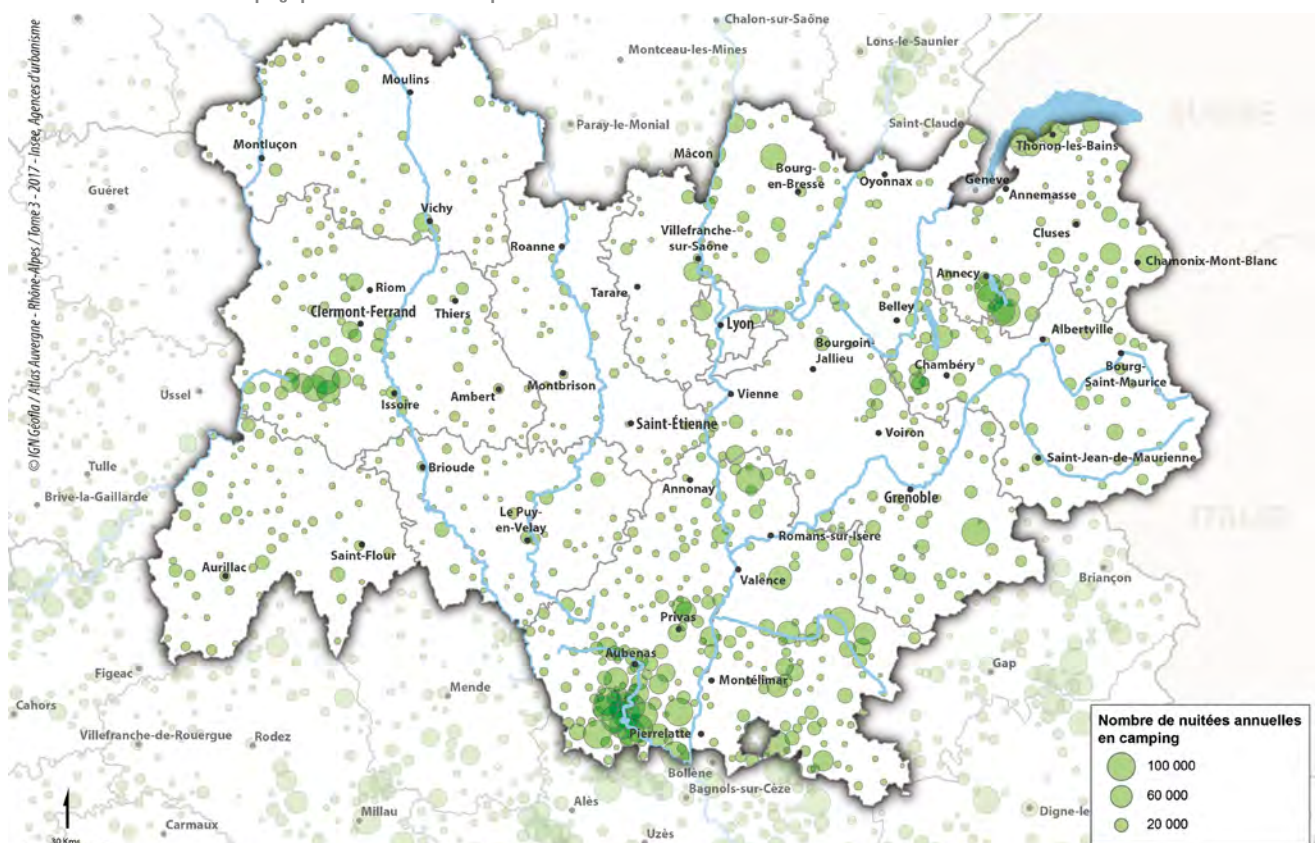 © IGN Géofla / Atlas Auvergne - Rhône-Alpes / Tome 3 - 2017 - Insee, Agences d'urbanisme
Chalon-sur-Saône
Montceau-les-Mines
Lons-le-Saunier
Moulins
Paray-le-Monial
Saint-Claude
SUISSE
Thonon-les-Bains
Montluçon
Mâcon
Bourg-
en-Bresse
Oyonnax
Genève
Annemasse
Guéret
Vichy
Roanne
Villefranche-
sur-Saône
Cluses
Chamonix-Mont-Blanc
Annecy
Riom
Tarare
Clermont-Ferrand
Thiers
Belley
Lyon
Albertville
Bourgoin-
Jallieu
Chambéry
Bourg-
Saint-Maurice
Ussel
Montbrison
Ambert
Issoire
Vienne
Saint-Étienne
Voiron
Saint-Jean-de-Maurienne
Tulle
Brioude
Brive-la-Gaillarde
Annonay
Grenoble
Le Puy-
en-Velay
ITALIE
Romans-sur-Isère
Saint-Flour
Aurillac
Valence
Briançon
Privas
Aubenas
Figeac
Gap
Mende
Montélimar
Cahors
Pierrelatte
Villefranche-de-Rouergue
Rodez
Bollène
Bagnols-sur-Cèze
Alès
Millau
Digne-le
Carmaux
Uzès
30 Kms
Nombre de nuitées annuelles
en camping
100 000
60 000
20 000